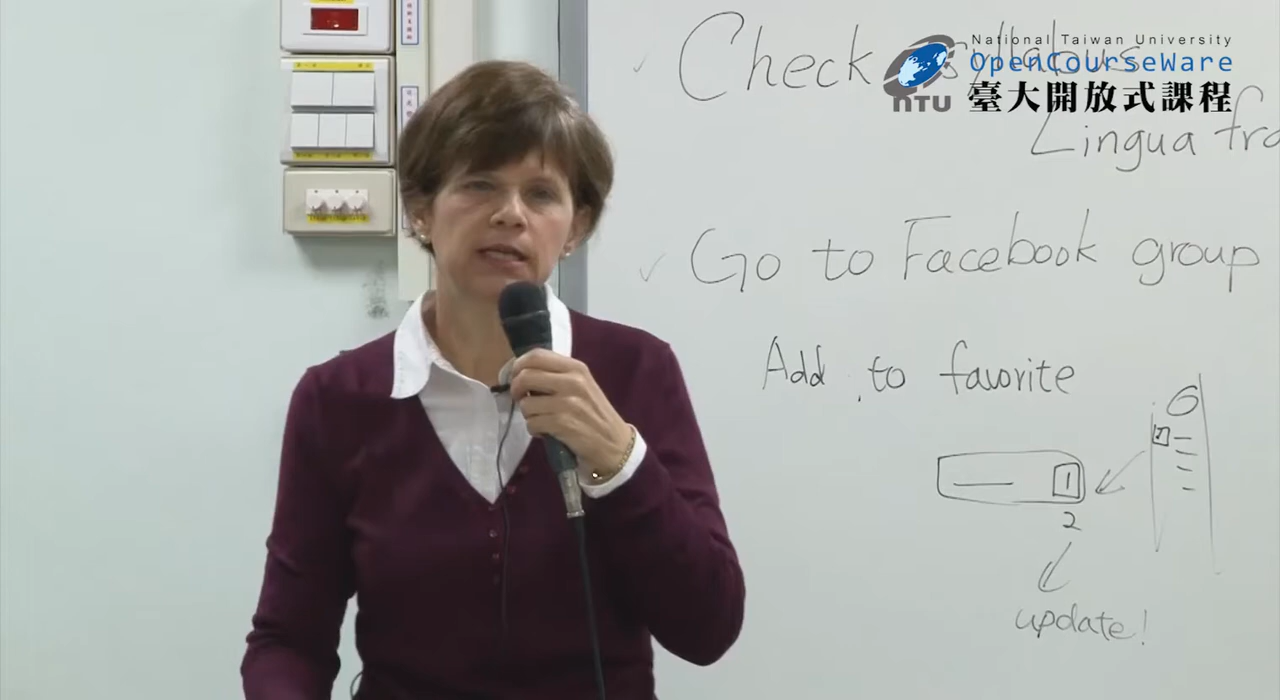 Check syllabus
National Taiwan University
OpenCourseWare
NTU 臺大開放式課程
Lingua fra
Go to Facebook group
Add to favorite
1
2
update!